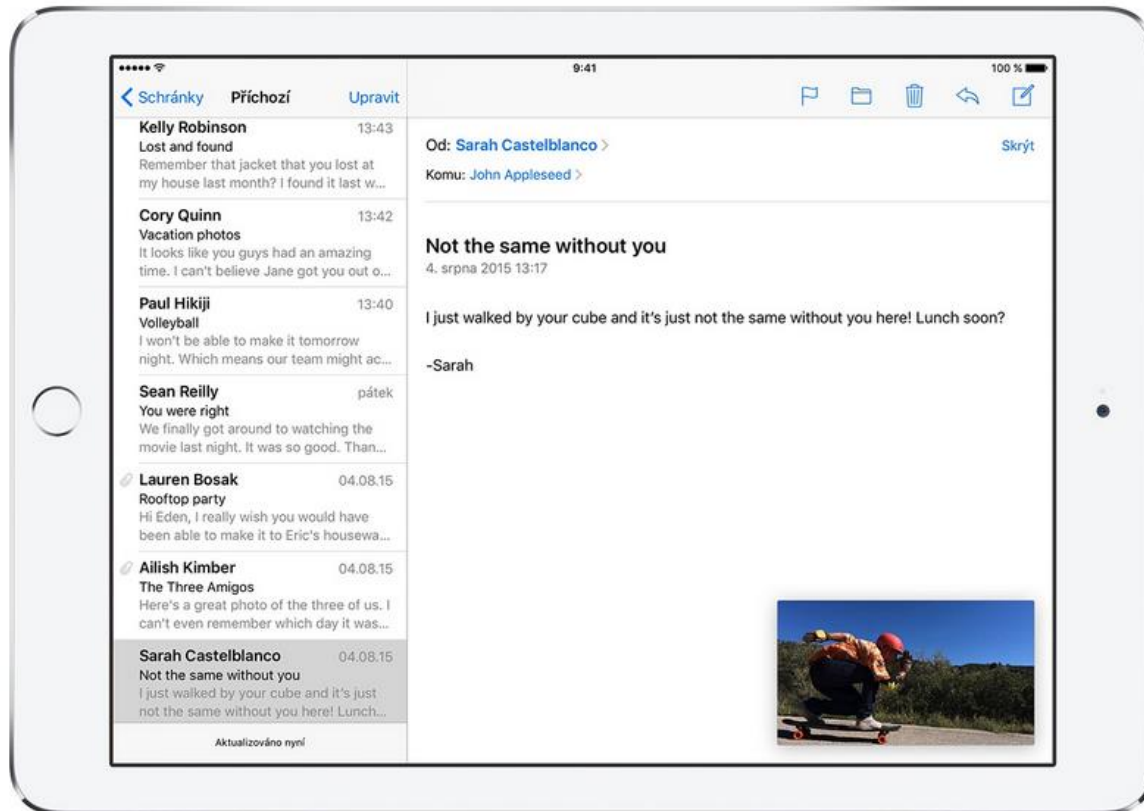 9:41
100 %
Schránky
Příchozí
Upravit
Kelly Robinson
13:43
Lost and found
Remember that jacket that you lost at
my house last month? I found it last w...
Cory Quinn
13:42
Vacation photos
It looks like you guys had an amazing
time. I can't believe Jane got you out o...
Paul Hikiji
13:40
Volleyball
I won't be able to make it tomorrow
night. Which means our team might ac...
Sean Reilly
pátek
You were right
We finally got around to watching the
movie last night. It was so good. Than...
Lauren Bosak
04.08.15
Rooftop party
Hi Eden, I really wish you would have
been able to make it to Eric's housewa...
Ailish Kimber
04.08.15
The Three Amigos
Here's a great photo of the three of us. I
can't even remember which day it was...
Sarah Castelblanco
04.08.15
Not the same without you
I just walked by your cube and it's just
not the same without you here! Lunch...
Aktualizováno nyní
Od: Sarah Castelblanco
Skrýt
Komu: John Appleseed
Not the same without you
4. srpna 2015 13:17
I just walked by your cube and it's just not the same without you here! Lunch soon?
-Sarah